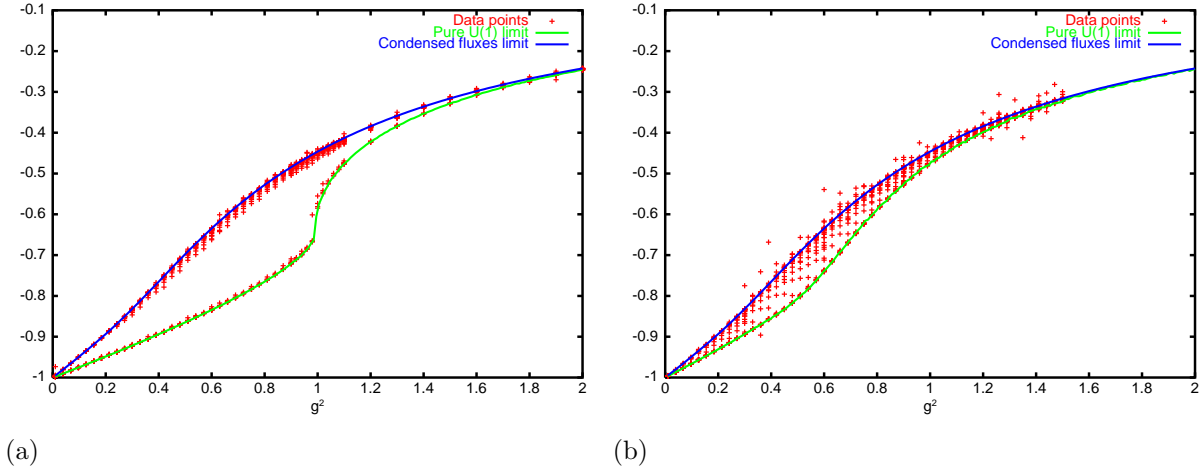 -0.1
-0.2
-0.3
-0.4
-0.5
-0.6
-0.7
-0.8
-0.9
-1
0 0.2 0.4 0.6 0.8 1 1.2 1.4 1.6 1.8 2
g²
Data points
Pure U(1) limit
Condensed fluxes limit
(a)
-0.1
-0.2
-0.3
-0.4
-0.5
-0.6
-0.7
-0.8
-0.9
-1
0 0.2 0.4 0.6 0.8 1 1.2 1.4 1.6 1.8 2
g²
Data points
Pure U(1) limit
Condensed fluxes limit
(b)